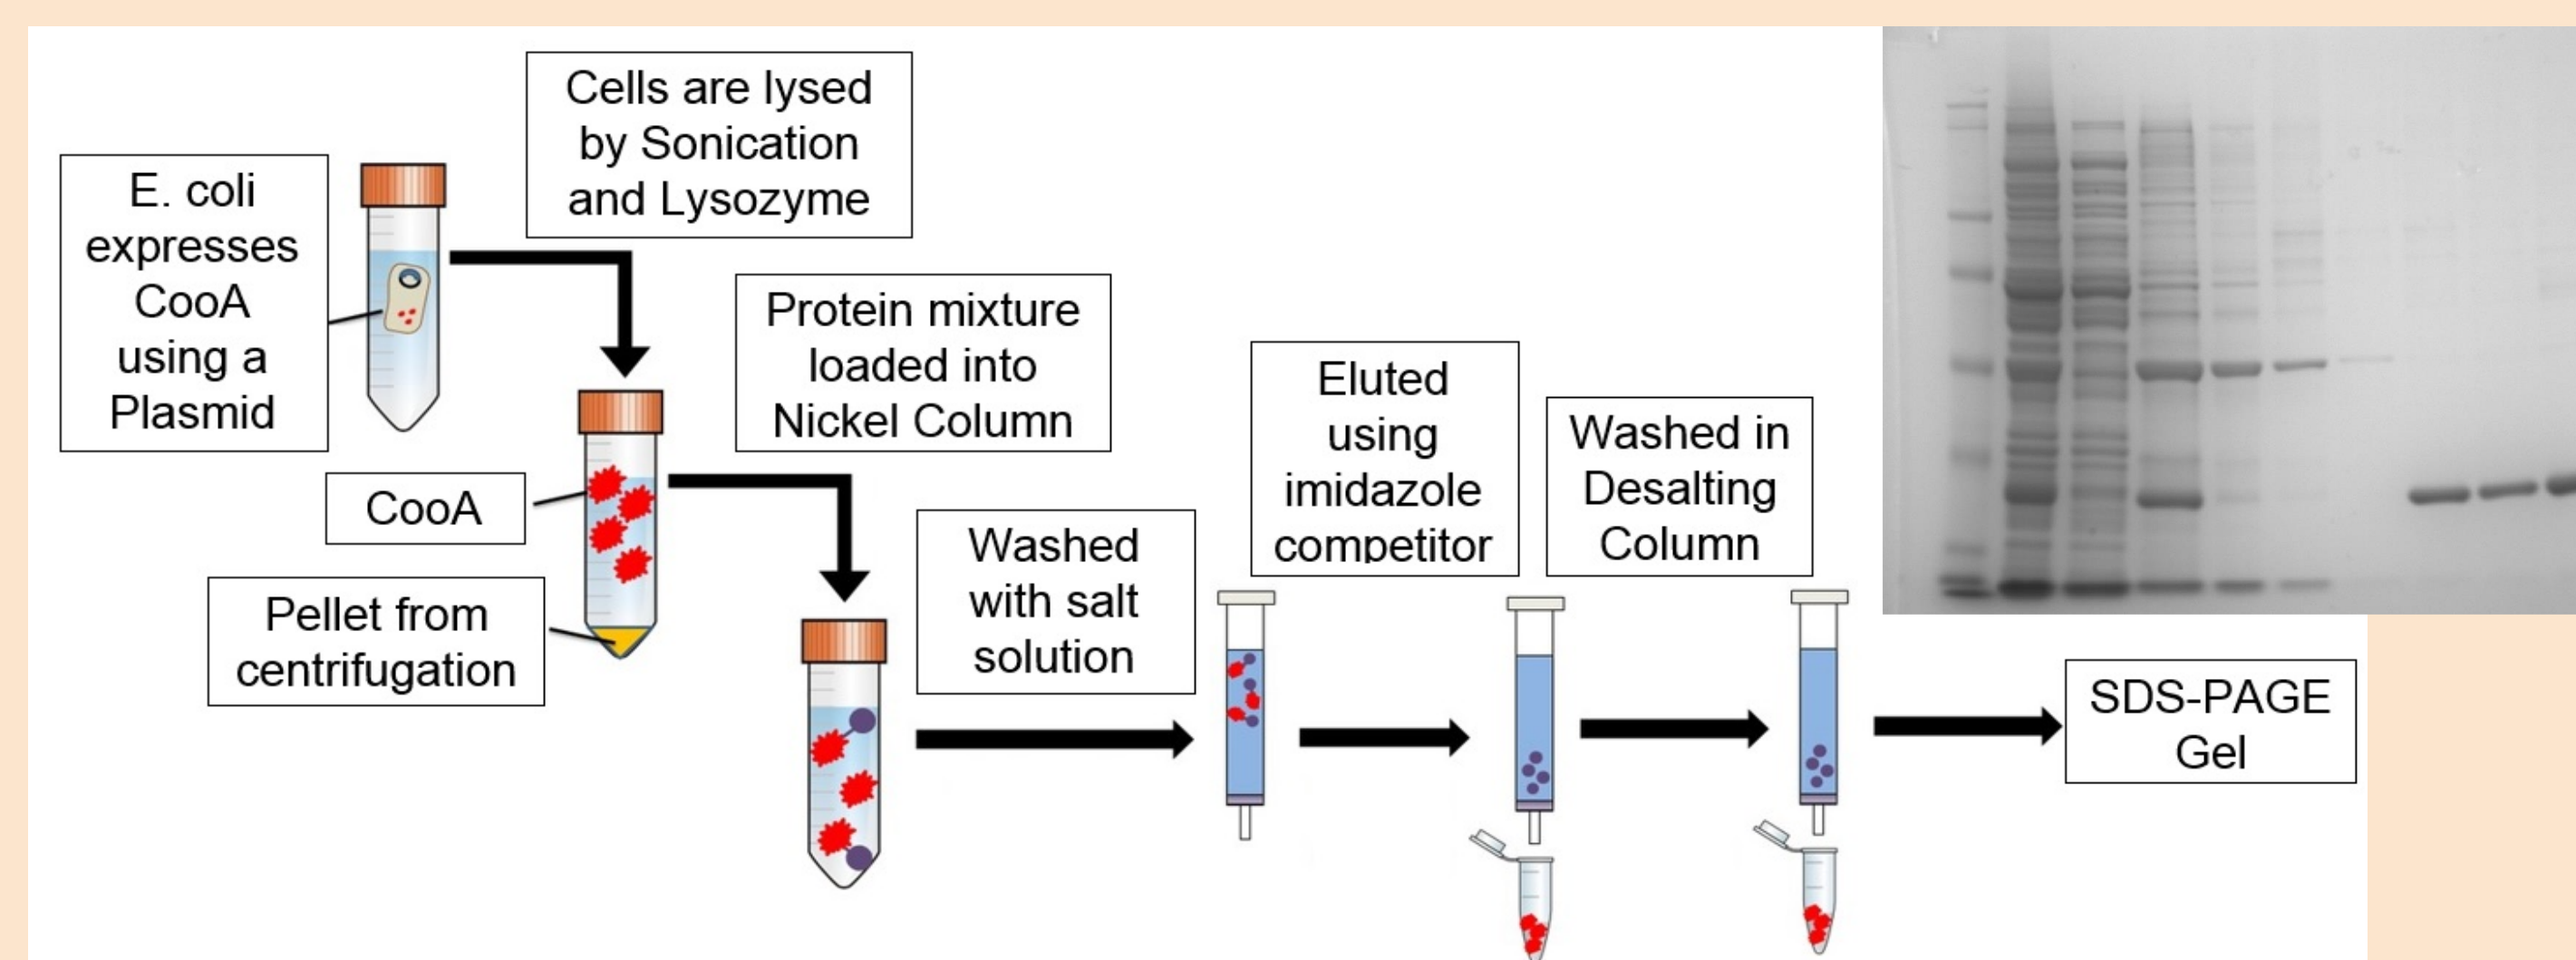 E. coli
expresses
CooA
using a
Plasmid
Cells are lysed
by Sonication
and Lysozyme
CooA
Pellet from
centrifugation
Protein mixture
loaded into
Nickel Column
Washed
with salt
solution
Eluted
using
imidazole
competitor
Washed in
Desalting
Column
SDS-PAGE
Gel